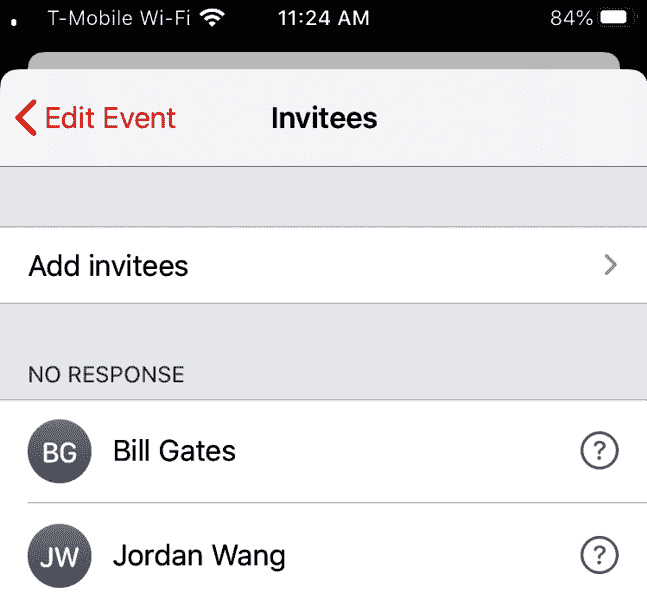 T-Mobile Wi-Fi 11:24 AM 84%
Edit Event Invitees
Add invitees
NO RESPONSE
BG Bill Gates ?
JW Jordan Wang ?